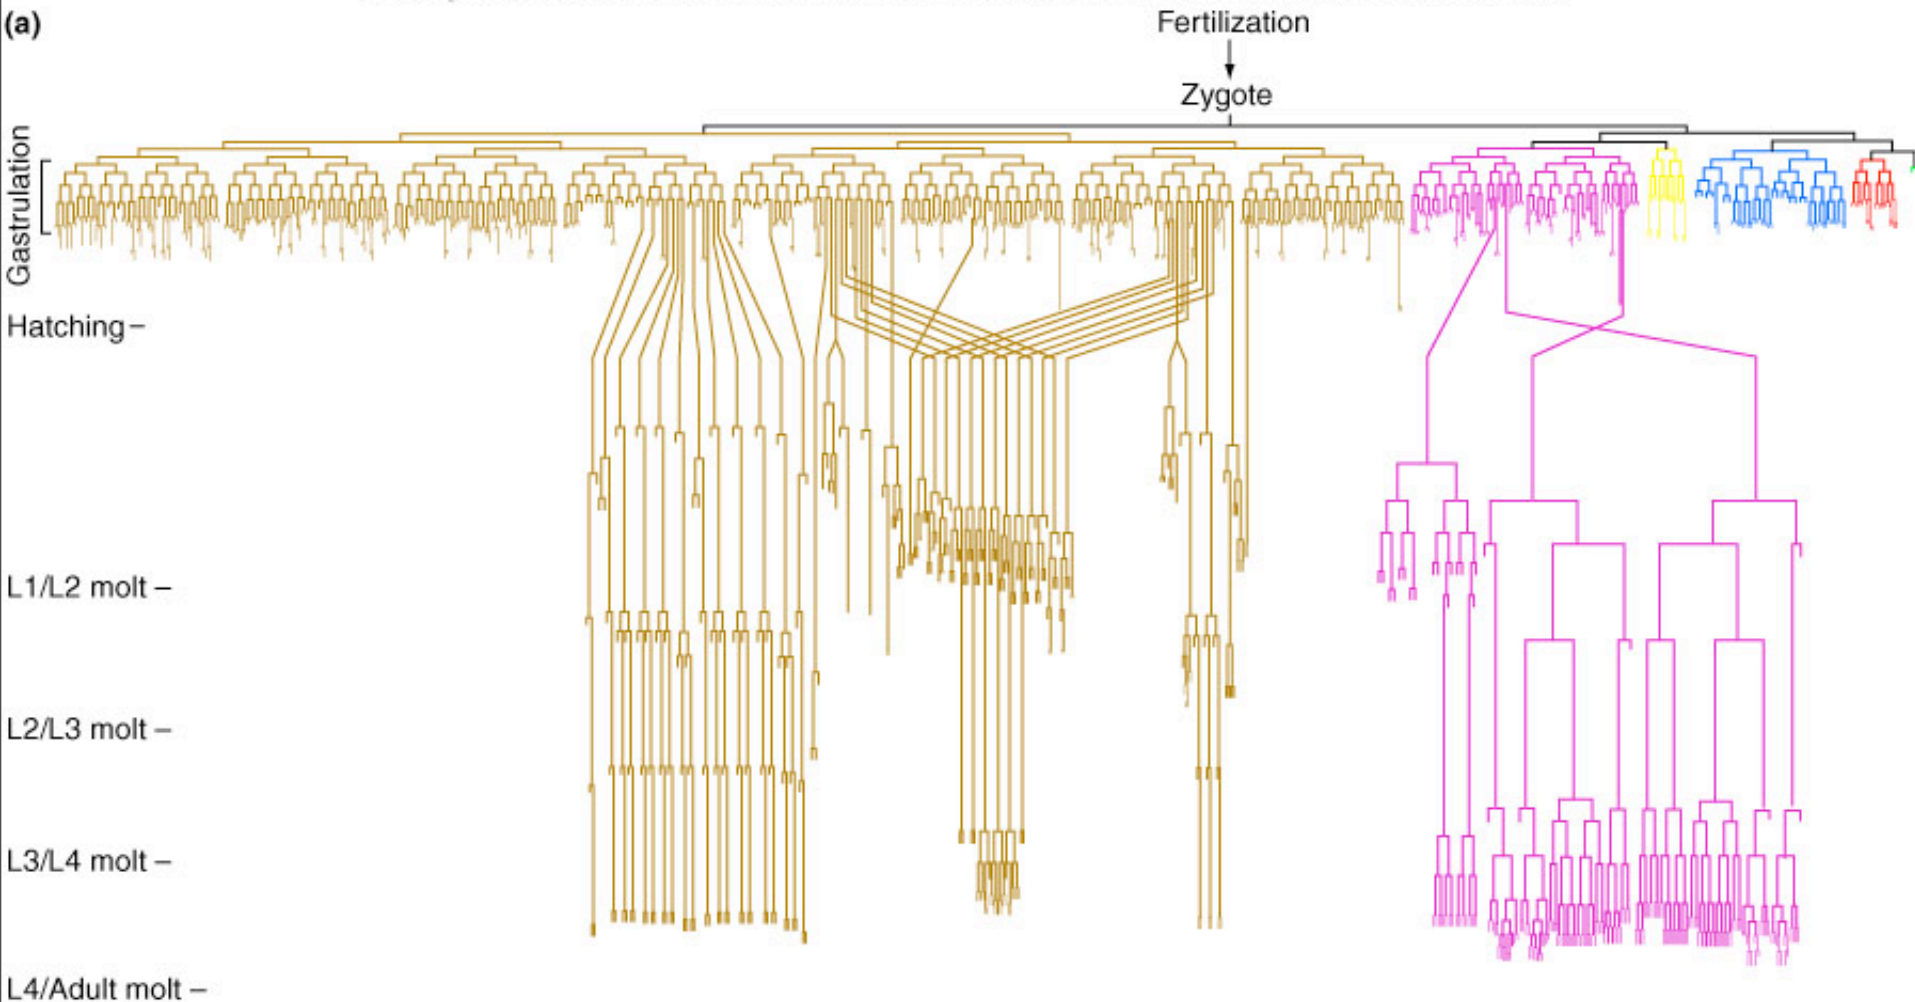 (a)
Fertilization
Zygote
Gastrulation
Hatching
L1/L2 molt
L2/L3 molt
L3/L4 molt
L4/Adult molt